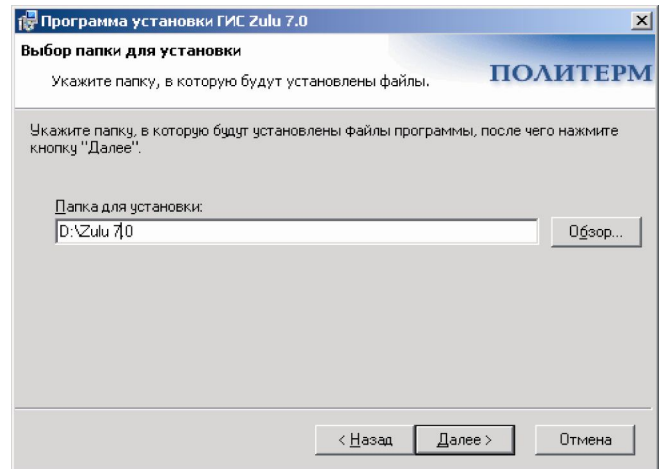 Программа установки ГИС Zulu 7.0
Выбор папки для установки
Укажите папку, в которую будут установлены файлы.
ПОЛИТЕРМ
Укажите папку, в которую будут установлены файлы программы, после чего нажмите
кнопку "Далее".
Папка для установки:
D:\Zulu 7.0
Обзор...
< Назад
Далее >
Отмена